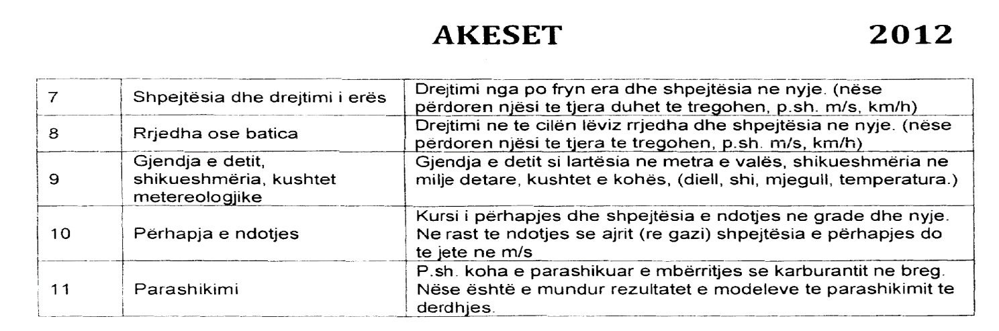 AKESET 2012
7 Shpejtësia dhe drejtimi i erës Drejtimi nga po fryn era dhe shpejtësia ne nyje. (nëse
përdoren njësi te tjera duhet te tregohen, p.sh. m/s, km/h)
8 Rrjedha ose batica Drejtimi ne te cilën lëviz rrjedha dhe shpejtësia ne nyje. (nëse
përdoren njësi te tjera te tregohen, p.sh. m/s, km/h)
9 Gjendja e detit,
shikueshmëria, kushtet
metereologjike
Gjendja e detit si lartësia ne metra e valës, shikueshmëria ne
milje detare, kushtet e kohës, (diell, shi, mjegull, temperatura.)
10 Përhapja e ndotjes
Kursi i përhapjes dhe shpejtësia e ndotjes ne grade dhe nyje.
Ne rast te ndotjes se ajrit (re gazi) shpejtësia e përhapjes do
te jete ne m/s
11 Parashikimi
P.sh. koha e parashikuar e mbërritjes se karburantit ne breg.
Nëse është e mundur rezultatet e modeleve te parashikimit te
derdhjes.